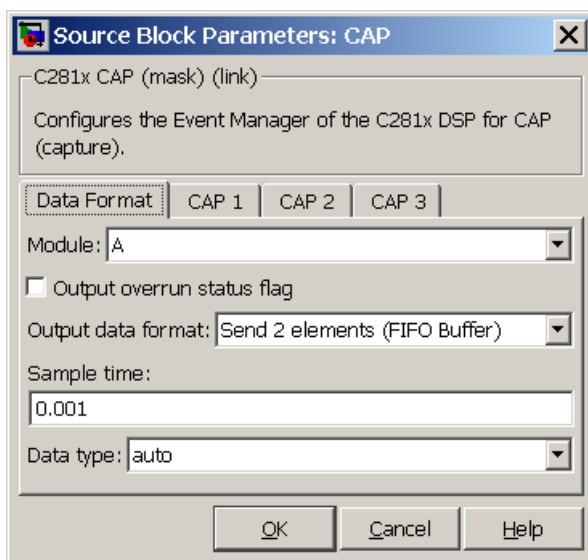 Source Block Parameters: CAP
C281x CAP (mask) (link)
Configures the Event Manager of the C281x DSP for CAP
(capture).
Data Format CAP 1 CAP 2 CAP 3
Module: A
Output overrun status flag
Output data format: Send 2 elements (FIFO Buffer)
Sample time:
0.001
Data type: auto
OK Cancel Help